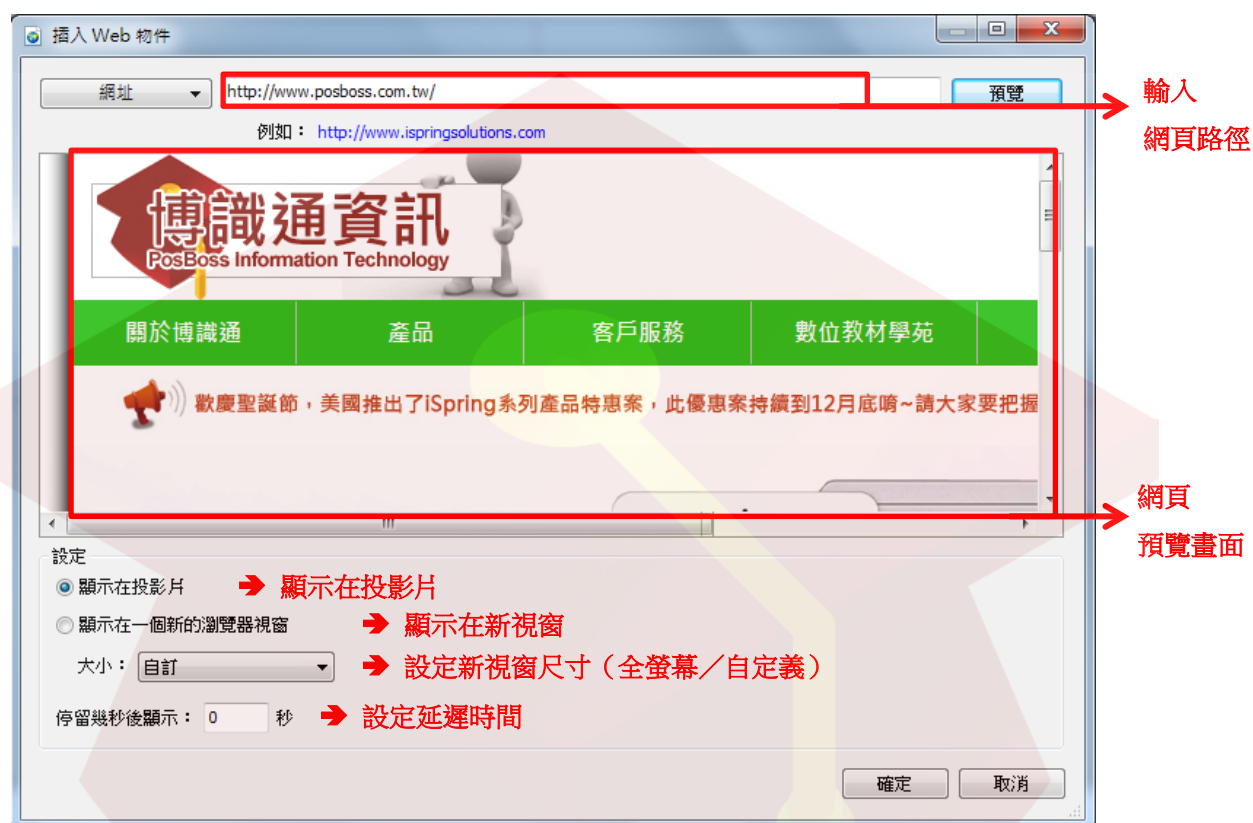 插入 Web 物件
網址
http://www.posboss.com.tw/
預覽
輸入
網頁路徑
例如： http://www.ispringsolutions.com
博識通資訊
PosBoss Information Technology
關於博識通
產品
客戶服務
數位教材學苑
歡慶聖誕節，美國推出了iSpring系列產品特惠案，此優惠案持續到12月底唷~請大家要把握
網頁
預覽畫面
設定
顯示在投影片
顯示在投影片
顯示在一個新的瀏覽器視窗
顯示在新視窗
大小：
自訂
設定新視窗尺寸（全螢幕／自定義）
停留幾秒後顯示： 0 秒
設定延遲時間
確定
取消